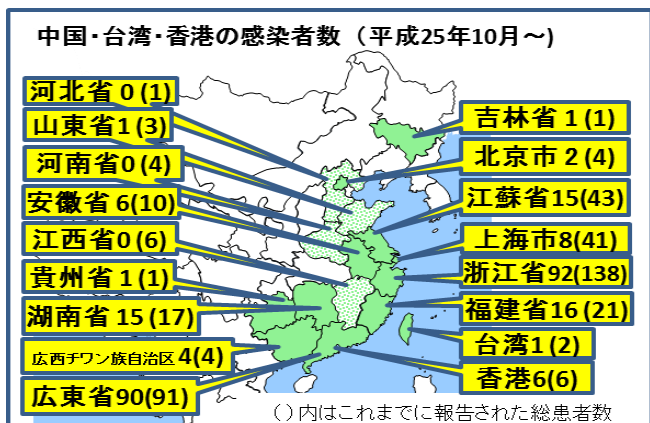 中国・台湾・香港の感染者数（平成25年10月～)
河北省 0 (1)
山東省1 (3)
河南省0 (4)
安徽省 6(10)
江西省0 (6)
貴州省 1 (1)
湖南省 15 (17)
広西チワン族自治区 4(4)
広東省90(91)
吉林省 1 (1)
北京市 2 (4)
江蘇省15(43)
上海市8(41)
浙江省92(138)
福建省16 (21)
台湾1 (2)
香港6(6)
( )内はこれまでに報告された総患者数